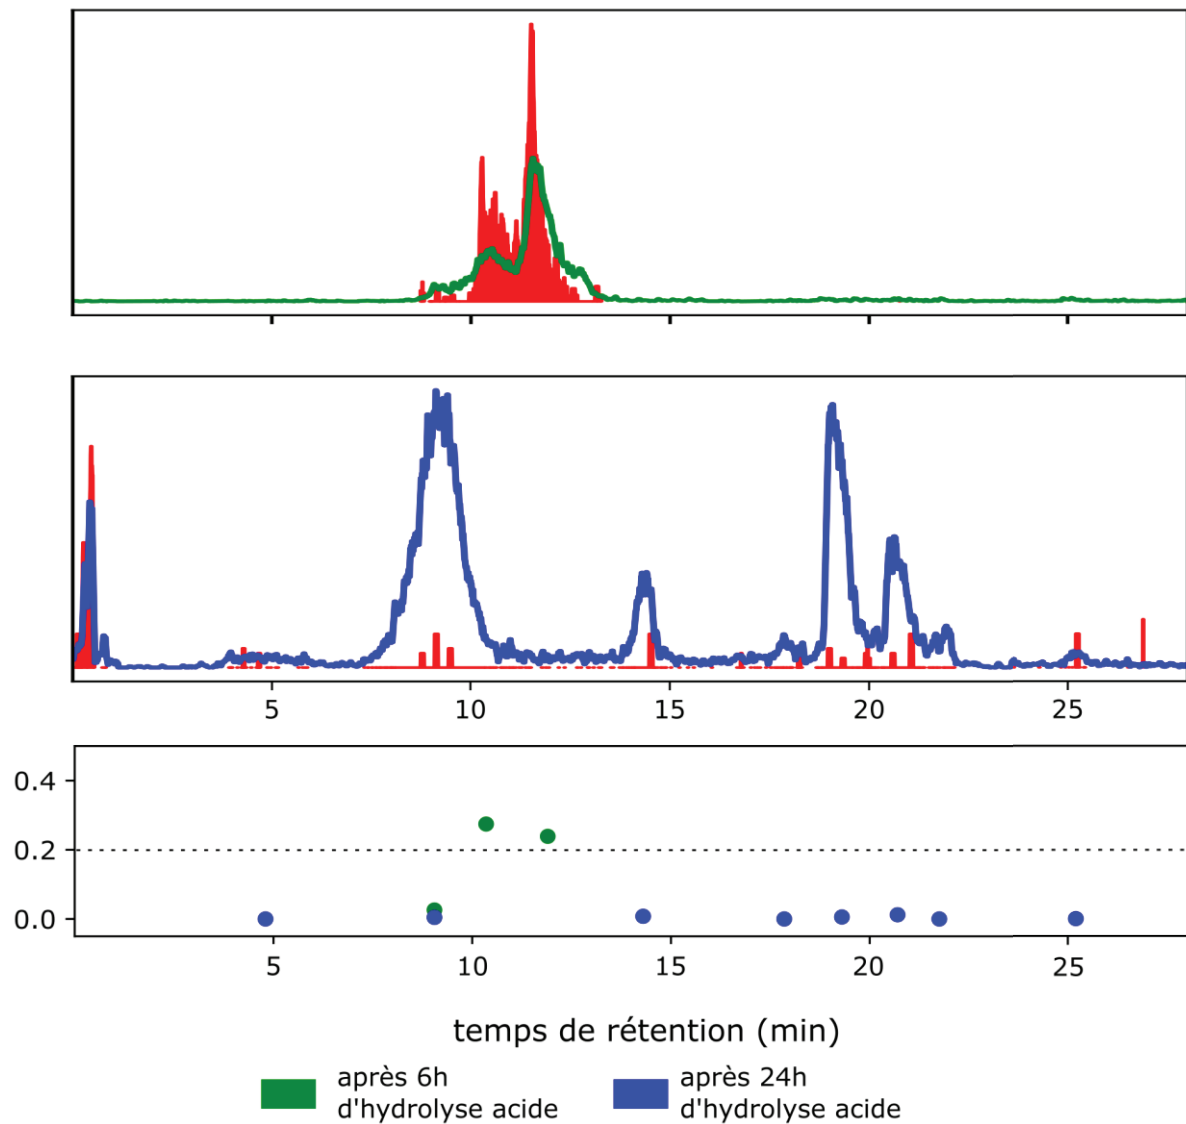 5 10 15 20 25
0.4
0.2
0.0
5 10 15 20 25
temps de rétention (min)
après 6h
d'hydrolyse acide
après 24h
d'hydrolyse acide